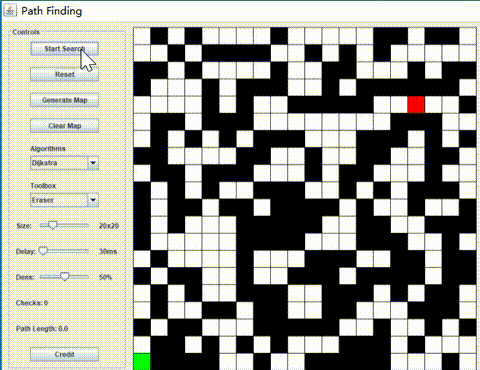 Path Finding
Controls
Start Search
Reset
Generate Map
Clear Map
Algorithms
Dijkstra
Toolbox
Eraser
Size: 20x20
Delay: 30ms
Dens: 50%
Checks: 0
Path Length: 0.0
Credit